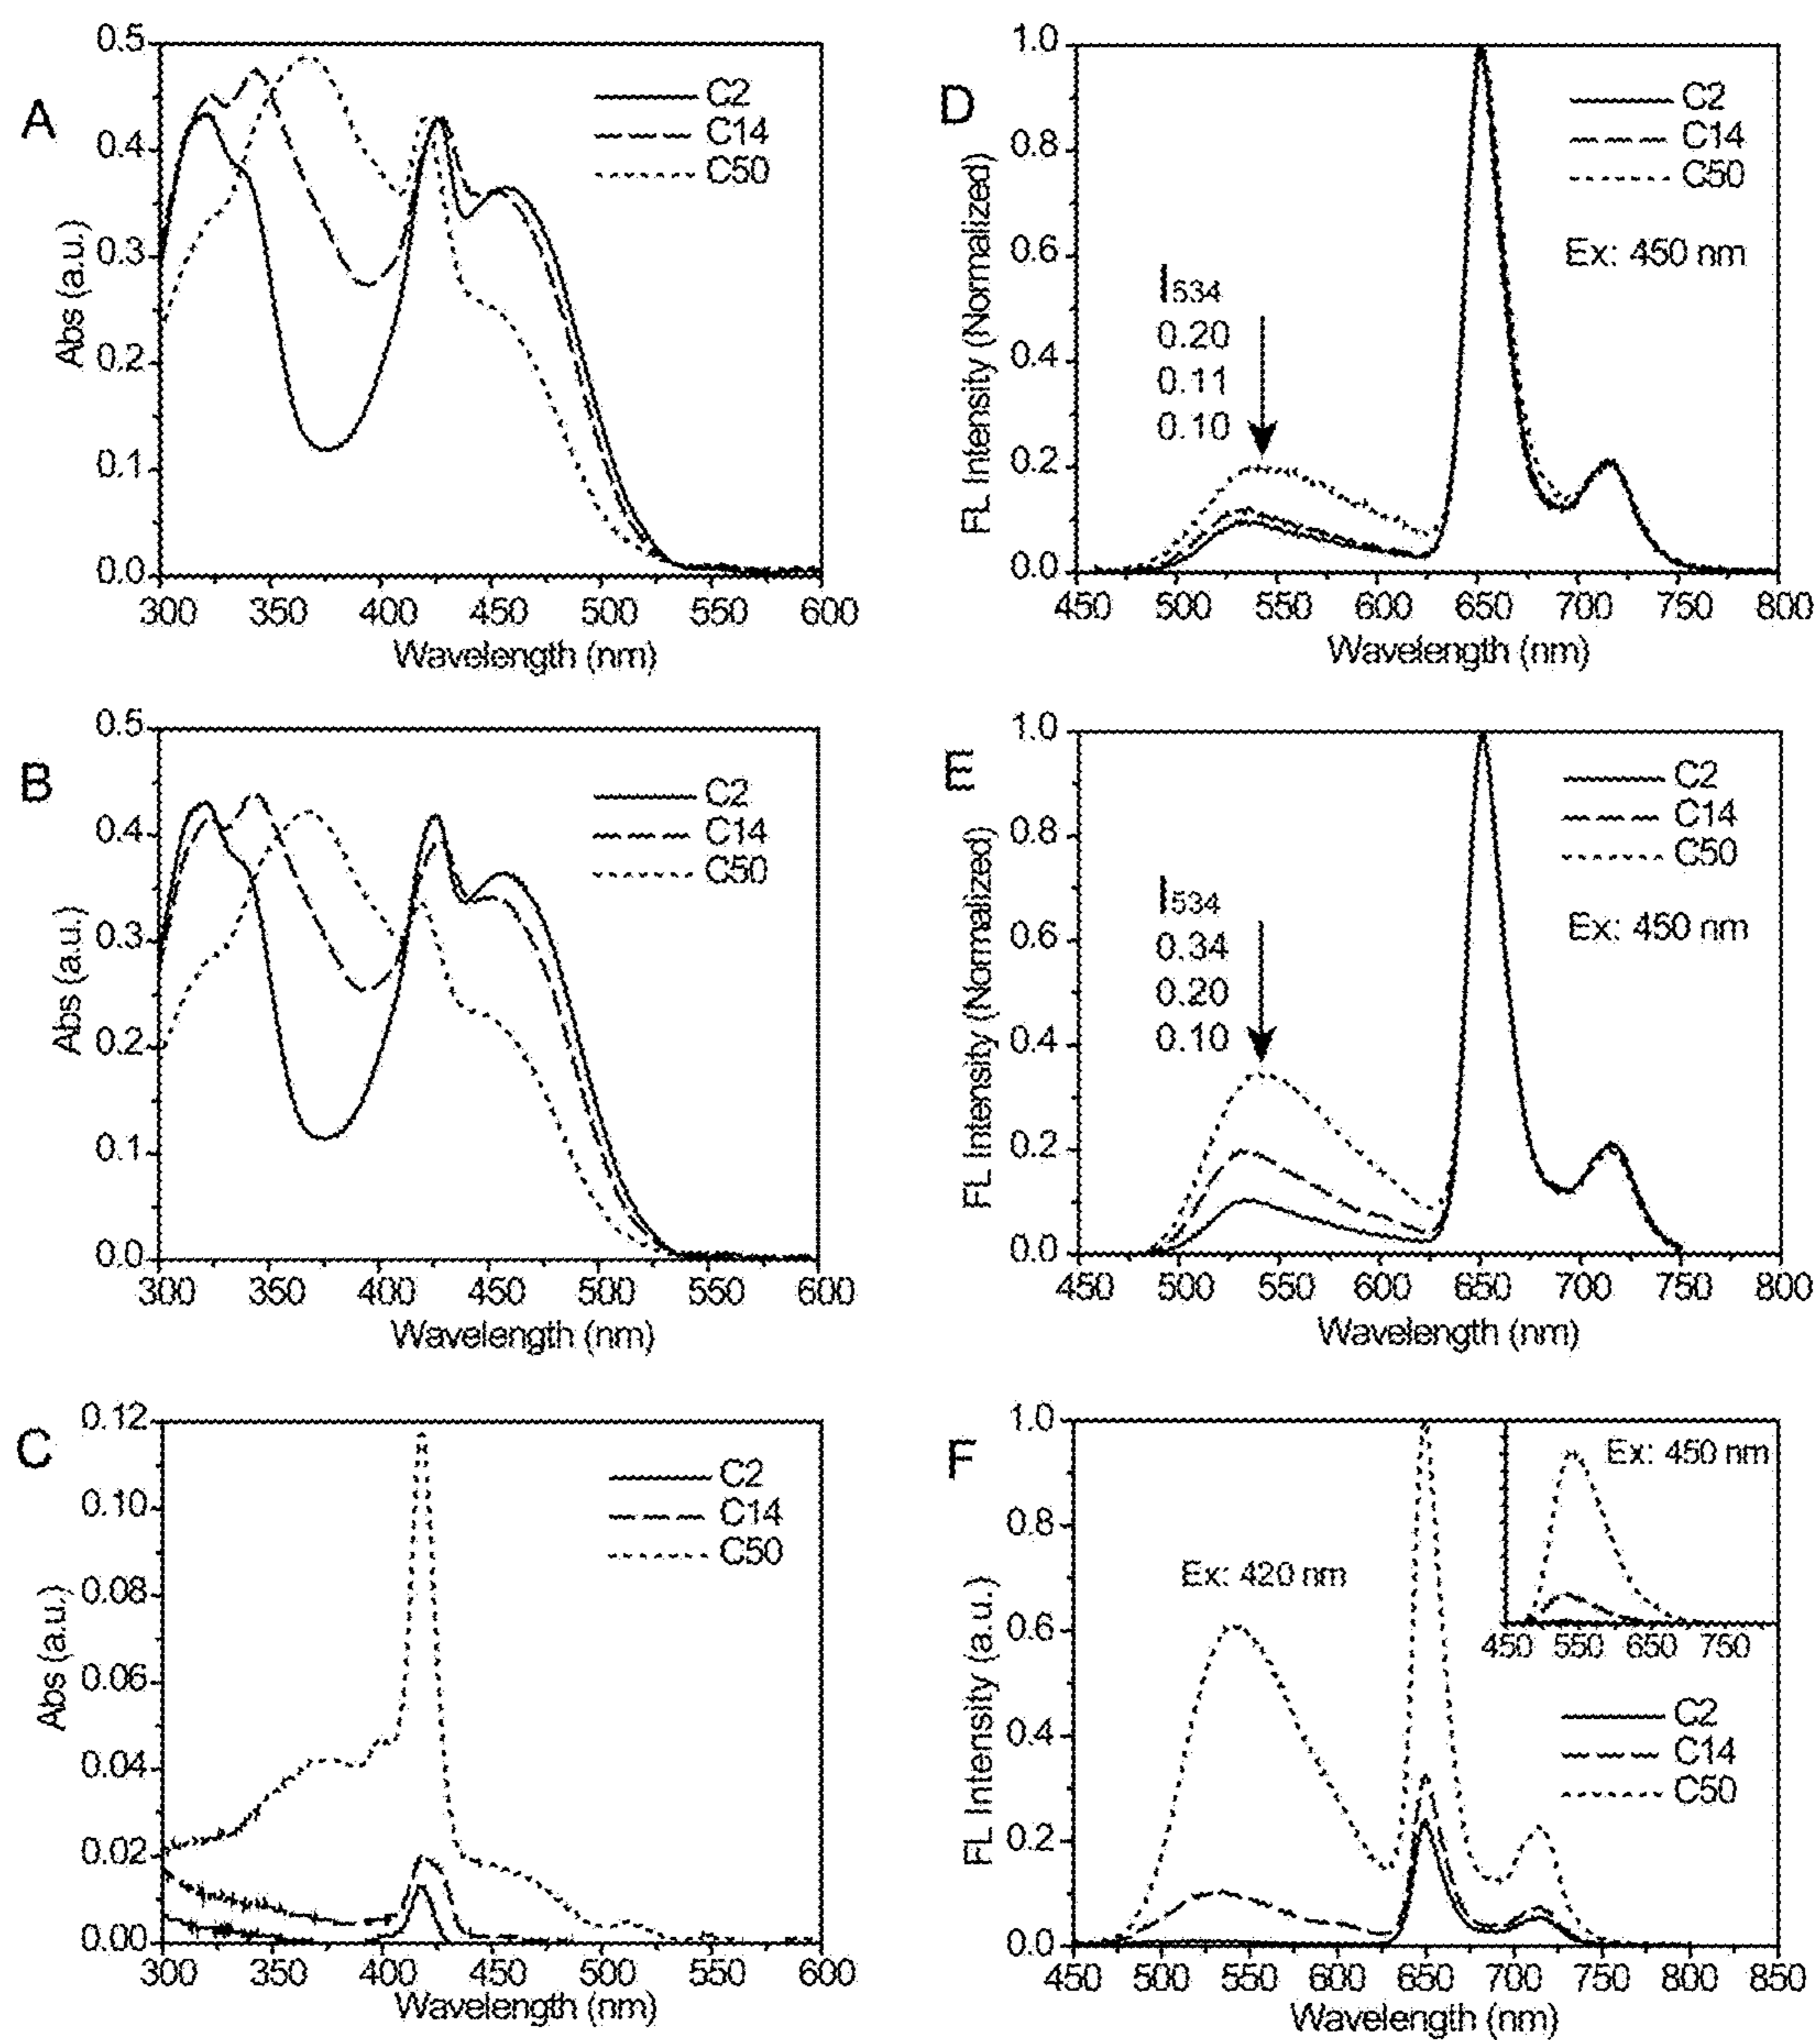 A
0.5
0.4
0.3
0.2
0.1
0.0
Abs (a.u.)
C2
C14
C50
300 350 400 450 500 550 600
Wavelength (nm)
D
1.0
0.8
0.6
0.4
0.2
0.0
FL Intensity (Normalized)
C2
C14
C50
Ex: 450 nm
I534
0.20
0.11
0.10
450 500 550 600 650 700 750 800
Wavelength (nm)
B
0.5
0.4
0.3
0.2
0.1
0.0
Abs (a.u.)
C2
C14
C50
300 350 400 450 500 550 600
Wavelength (nm)
E
1.0
0.8
0.6
0.4
0.2
0.0
FL Intensity (Normalized)
C2
C14
C50
Ex: 450 nm
I534
0.34
0.20
0.10
450 500 550 600 650 700 750 800
Wavelength (nm)
C
0.12
0.10
0.08
0.06
0.04
0.02
0.00
Abs (a.u.)
C2
C14
C50
300 350 400 450 500 550 600
Wavelength (nm)
F
1.0
0.8
0.6
0.4
0.2
0.0
FL Intensity (a.u.)
Ex: 420 nm
Ex: 450 nm
450 550 650 750
C2
C14
C50
450 500 550 600 650 700 750 800 850
Wavelength (nm)